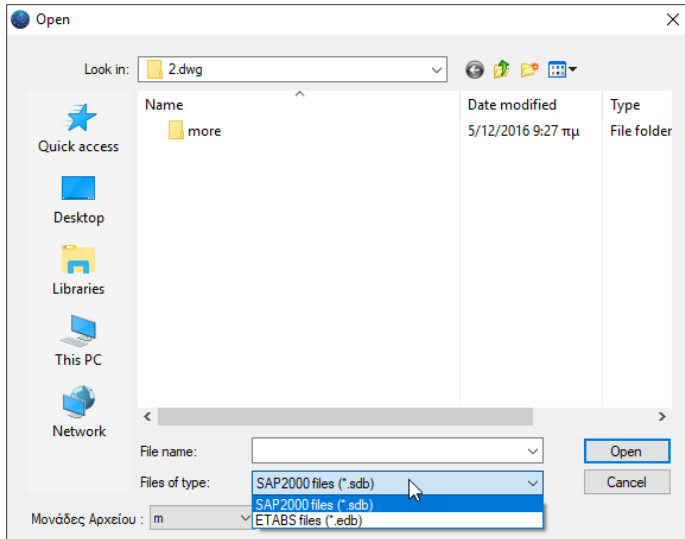 Open
Look in: 2.dwg
Name Date modified Type
more 5/12/2016 9:27 πμ File folder
Quick access
Desktop
Libraries
This PC
Network
File name: Open
Files of type: SAP2000 files (*.sdb) Cancel
SAP2000 files (*.sdb)
Μονάδες Αρχείου : m ETABS files (*.edb)